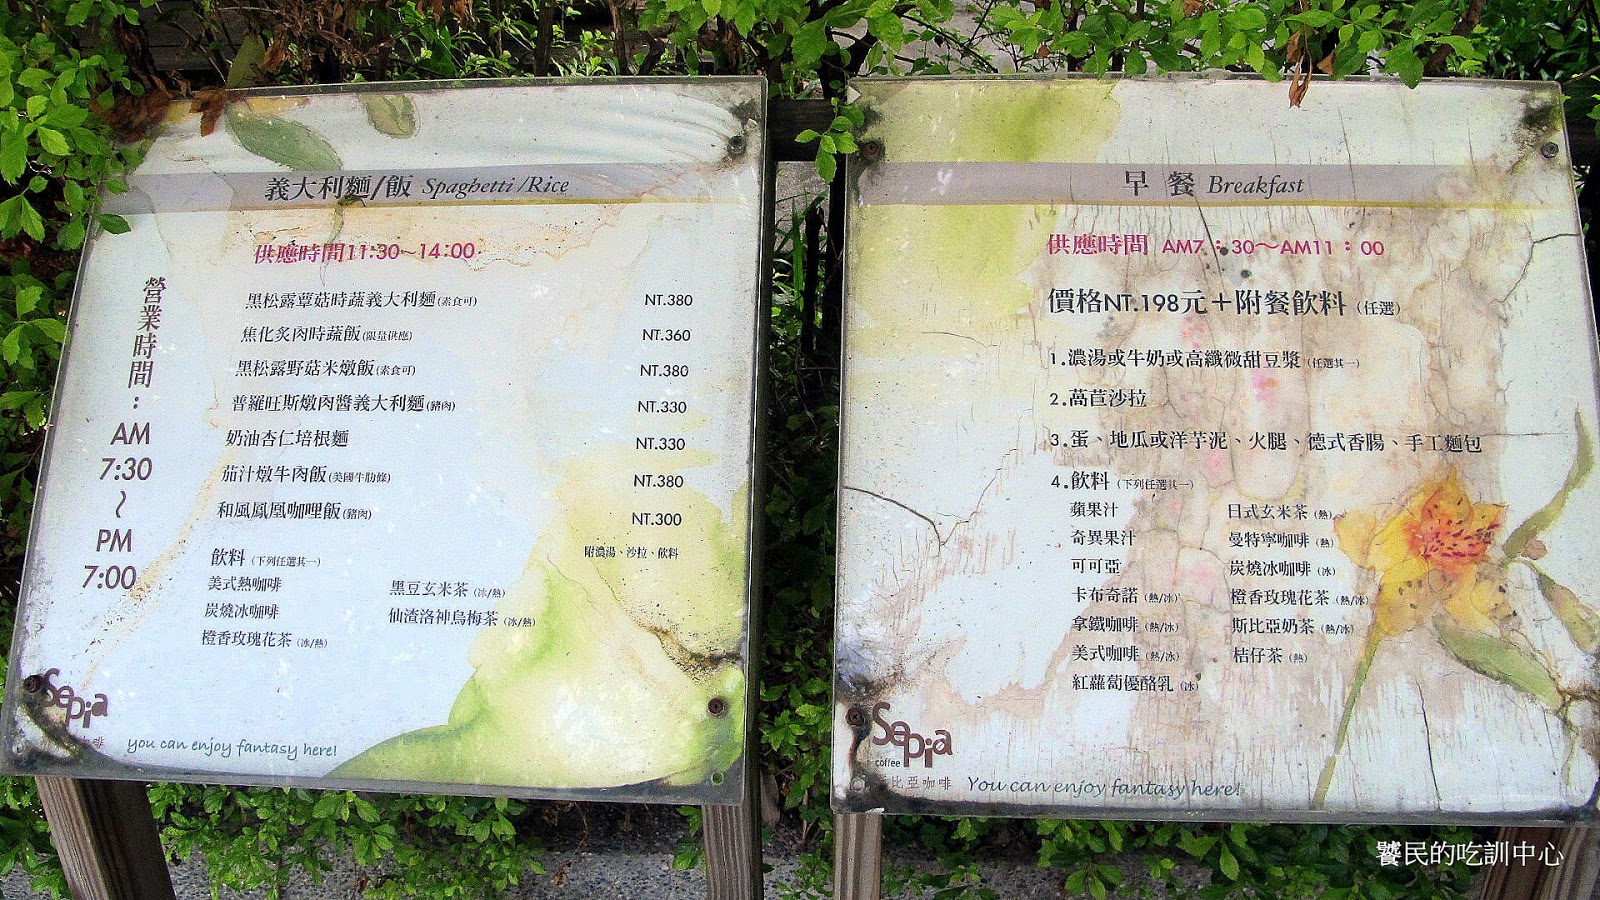 義大利麵/飯 Spaghetti/Rice
供應時間11:30~14:00
營業時間：AM 7:30 ~ PM 7:00
黑松露蕈菇時蔬義大利麵(素食可) NT.380
焦化炙肉時蔬飯(限量供應) NT.360
黑松露野菇米燉飯(素食可) NT.380
普羅旺斯燉肉醬義大利麵(豬肉) NT.330
奶油杏仁培根麵 NT.330
茄汁燉牛肉飯(美國牛肋條) NT.380
和風鳳凰咖哩飯(豬肉) NT.300
附濃湯、沙拉、飲料
飲料(下列任選其一)
美式熱咖啡 黑豆玄米茶(冰/熱)
炭燒冰咖啡 仙渣洛神烏梅茶(冰/熱)
橙香玫瑰花茶(冰/熱)
Sepia
啡
you can enjoy fantasy here!
早餐 Breakfast
供應時間 AM7：30~AM11：00
價格NT.198元＋附餐飲料(任選)
1.濃湯或牛奶或高纖微甜豆漿(任選其一)
2.萵苣沙拉
3.蛋、地瓜或洋芋泥、火腿、德式香腸、手工麵包
4.飲料(下列任選其一)
蘋果汁 日式玄米茶(熱)
奇異果汁 曼特寧咖啡(熱)
可可亞 炭燒冰咖啡(冰)
卡布奇諾(熱/冰) 橙香玫瑰花茶(熱/冰)
拿鐵咖啡(熱/冰) 斯比亞奶茶(熱/冰)
美式咖啡(熱/冰) 桔仔茶(熱)
紅蘿蔔優酪乳(冰)
Sepia
coffee
比亞咖啡
You can enjoy fantasy here!
饕民的吃訓中心